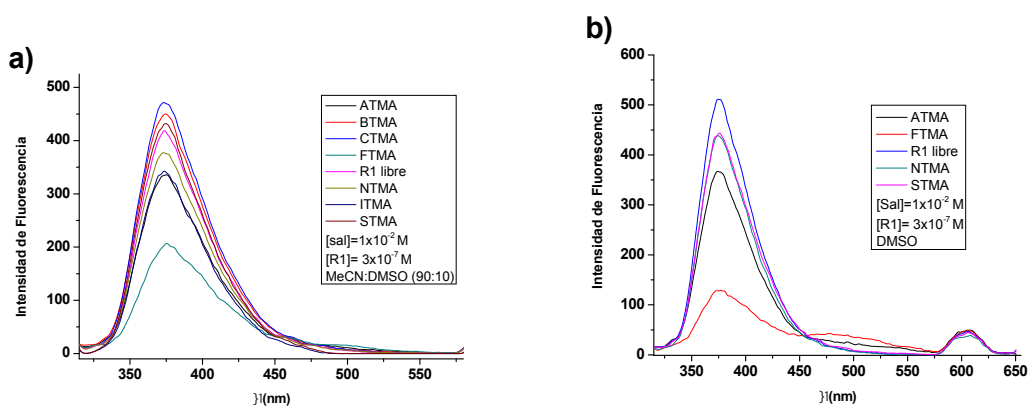 a)
Intensidad de Fluorescencia
500
400
300
200
100
0
350
400
450
500
550
}\(nm)
ATMA
BTMA
CTMA
FTMA
R1 libre
NTMA
ITMA
STMA
[sal]=1x10⁻² M
[R1]= 3x10⁻⁷ M
MeCN:DMSO (90:10)
b)
Intensidad de Fluorescencia
600
500
400
300
200
100
0
350
400
450
500
550
600
650
}\(nm)
ATMA
FTMA
R1 libre
NTMA
STMA
[Sal]=1x10⁻² M
[R1]= 3x10⁻⁷ M
DMSO